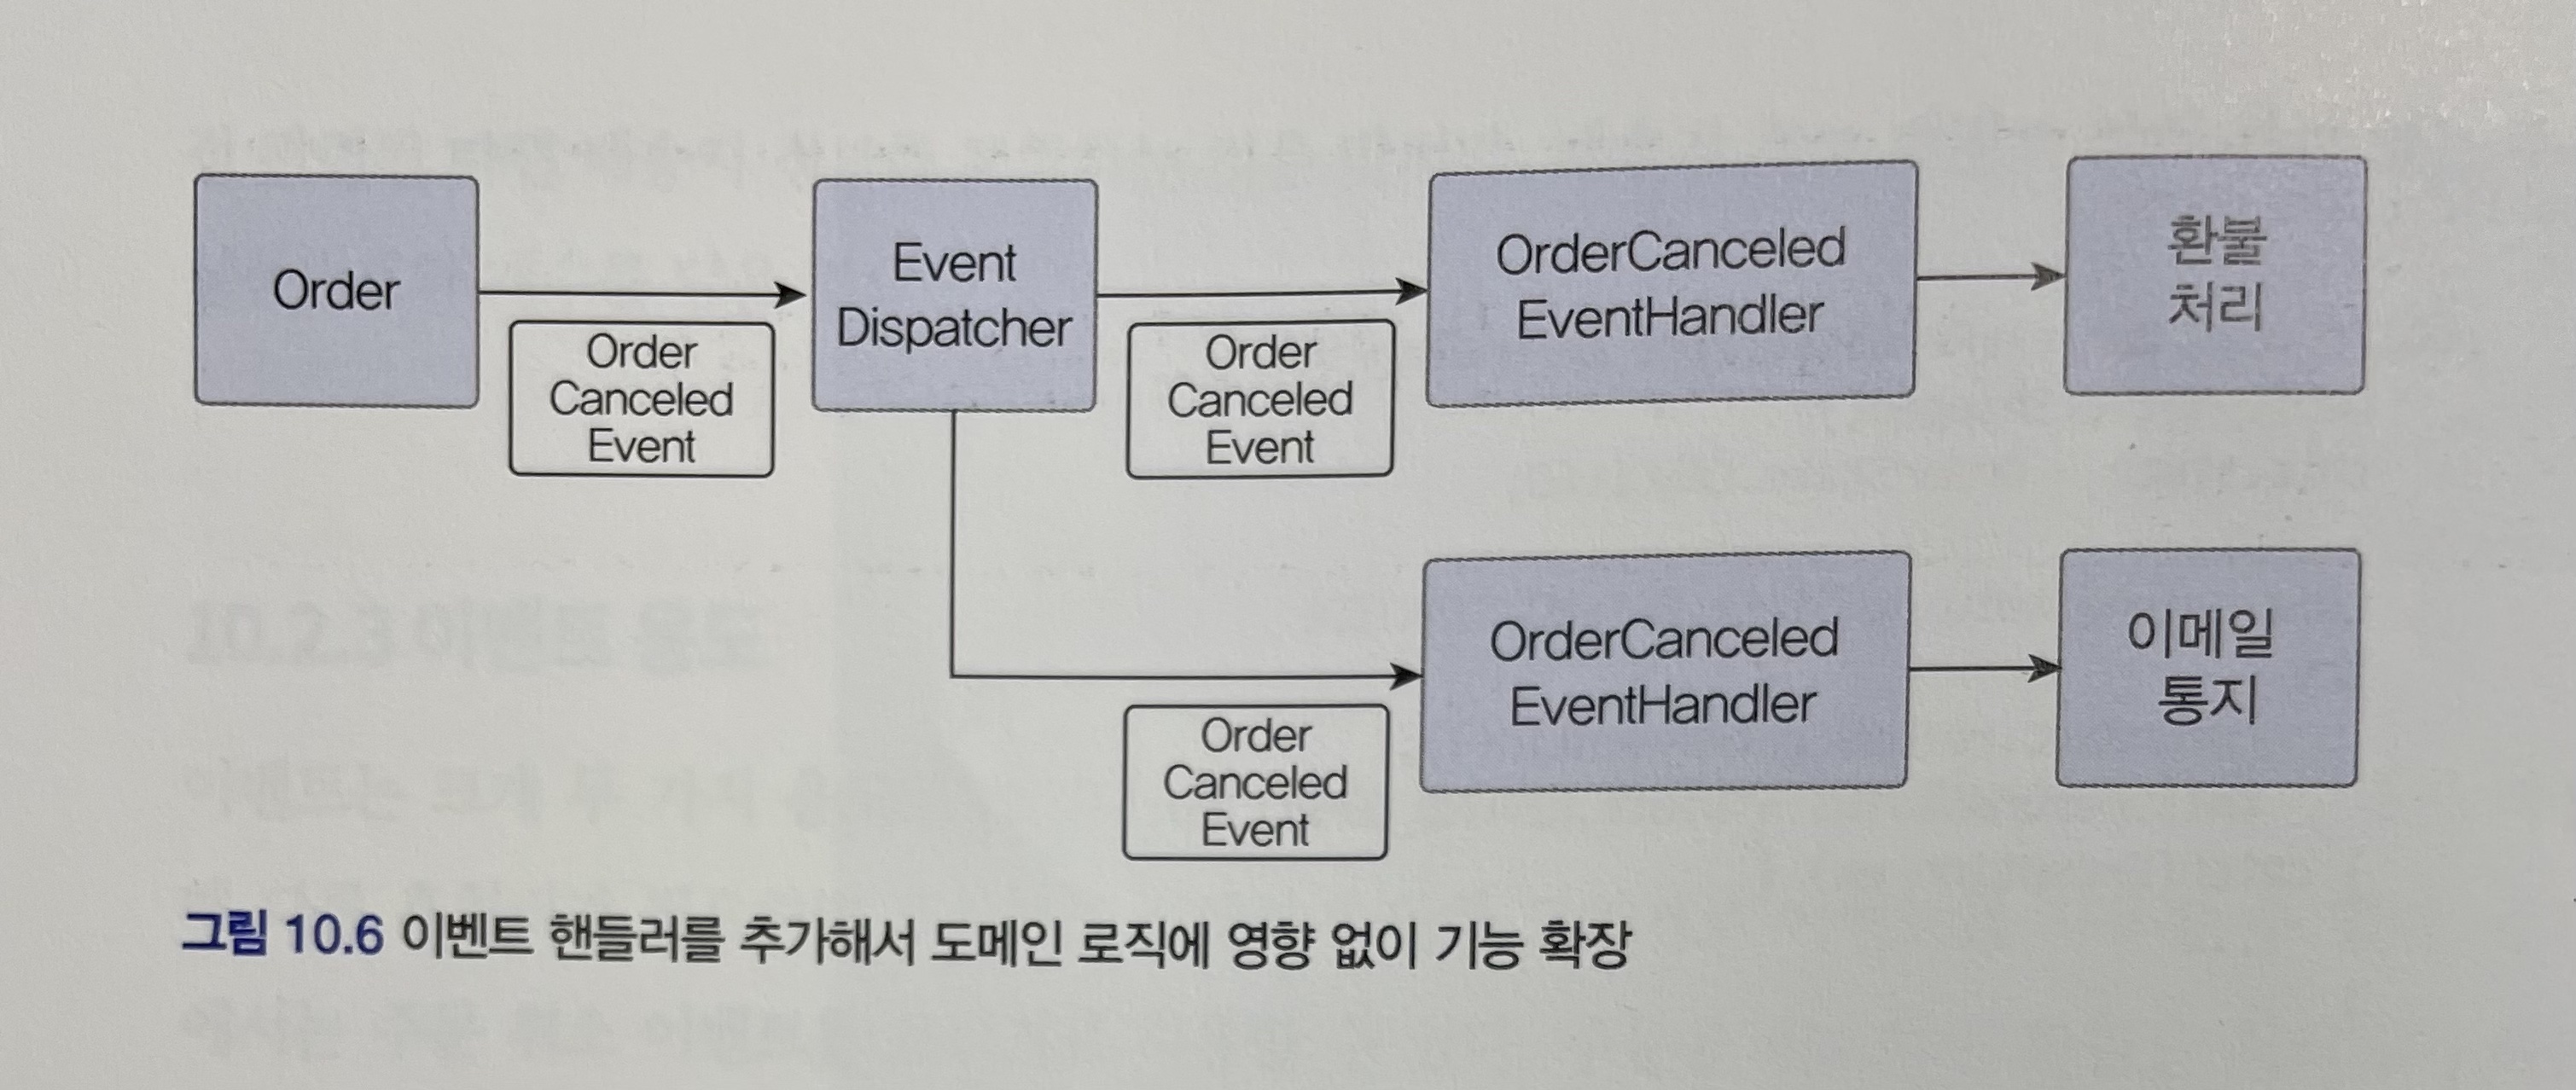 Order
Order
Canceled
Event
Event
Dispatcher
Order
Canceled
Event
OrderCanceled
EventHandler
환불
처리
Order
Canceled
Event
OrderCanceled
EventHandler
이메일
통지
그림 10.6 이벤트 핸들러를 추가해서 도메인 로직에 영향 없이 기능 확장